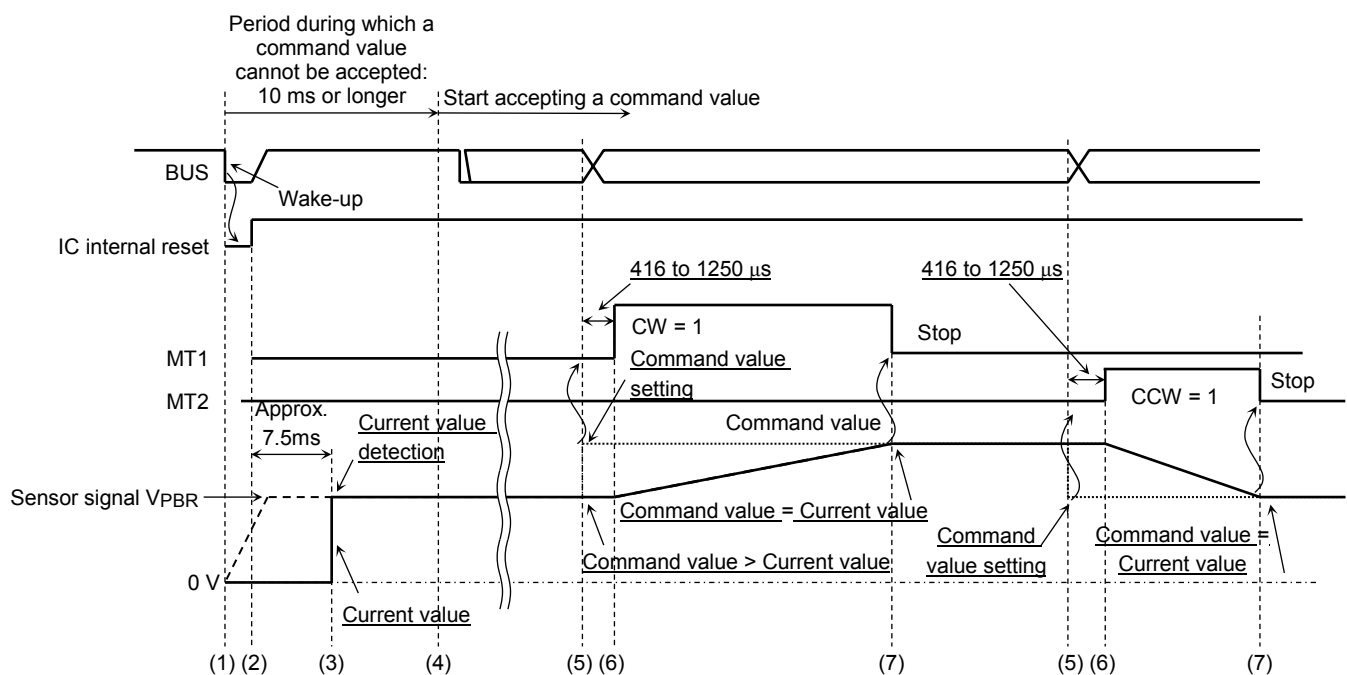 Period during which a
command value
cannot be accepted:
10 ms or longer
Start accepting a command value
BUS
Wake-up
IC internal reset
416 to 1250 μs
416 to 1250 μs
CW = 1
Stop
MT1
Command value
setting
MT2
CCW = 1
Stop
Approx.
7.5ms
Current value
detection
Command value
Sensor signal VPBR
Command value = Current value
Command value > Current value
Command
value setting
Command value =
Current value
0 V
Current value
(1) (2) (3) (4) (5) (6) (7) (5) (6) (7)